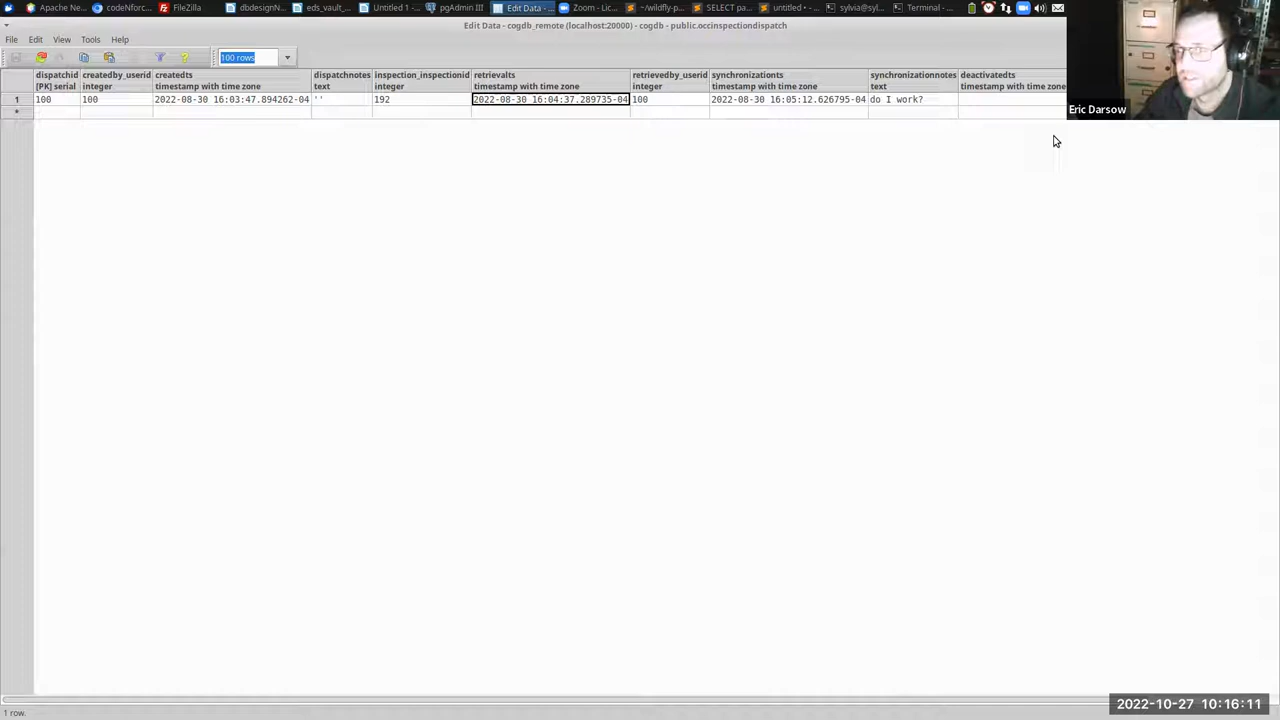 Apache Ne... codeNforc... FileZilla dbdesignN... eds_vault_... Untitled 1 ... pgAdmin III Edit Data - ... Zoom - Lic... ~/wildfly-p... SELECT pa... untitled • ... sylvia@syl... Terminal - ...
Edit Data - cogdb_remote (localhost:20000) - cogdb - public.occinspectiondispatch
File Edit View Tools Help
100 rows
dispatchid createdby_userid createdts dispatchnotes inspection_inspectionid retrievalts retrievedby_userid synchronizationts synchronizationnotes deactivatedts
[PK] serial integer timestamp with time zone text integer timestamp with time zone integer timestamp with time zone text timestamp with time zone
1 100 100 2022-08-30 16:03:47.894262-04 '' 192 2022-08-30 16:04:37.289735-04 100 2022-08-30 16:05:12.626795-04 do I work?
*
Eric Darsow
1 row.
2022-10-27 10:16:11